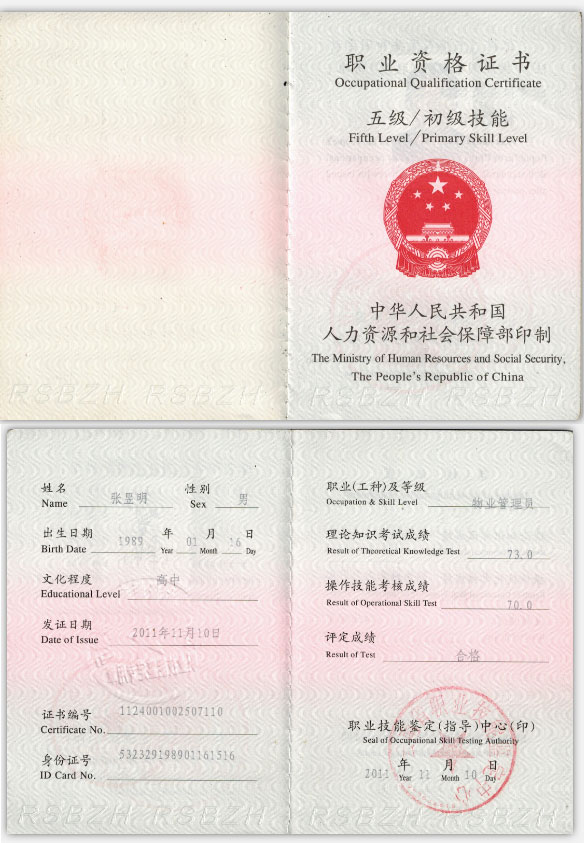 职业资格证书
Occupational Qualification Certificate
五级/初级技能
Fifth Level/Primary Skill Level
中华人民共和国
人力资源和社会保障部印制
The Ministry of Human Resources and Social Security,
The People's Republic of China
RSBZH RSBZH RSBZH RSBZH
姓名 张昱明 性别 男
Name Sex
出生日期 1989 年 01 月 16 日
Birth Date Year Month Day
文化程度 高中
Educational Level
发证日期 2011年11月10日
Date of Issue
证书编号 1124001002507110
Certificate No.
身份证号 532329198901161516
ID Card No.
职业(工种)及等级 物业管理员
Occupation & Skill Level
理论知识考试成绩
Result of Theoretical Knowledge Test 73.0
操作技能考核成绩
Result of Operational Skill Test 70.0
评定成绩
Result of Test 合格
职业技能鉴定(指导)中心(印)
Seal of Occupational Skill Testing Authority
2011 年 11 月 10 日
Year Month Day
RSBZH RSBZH RSBZH RSBZH